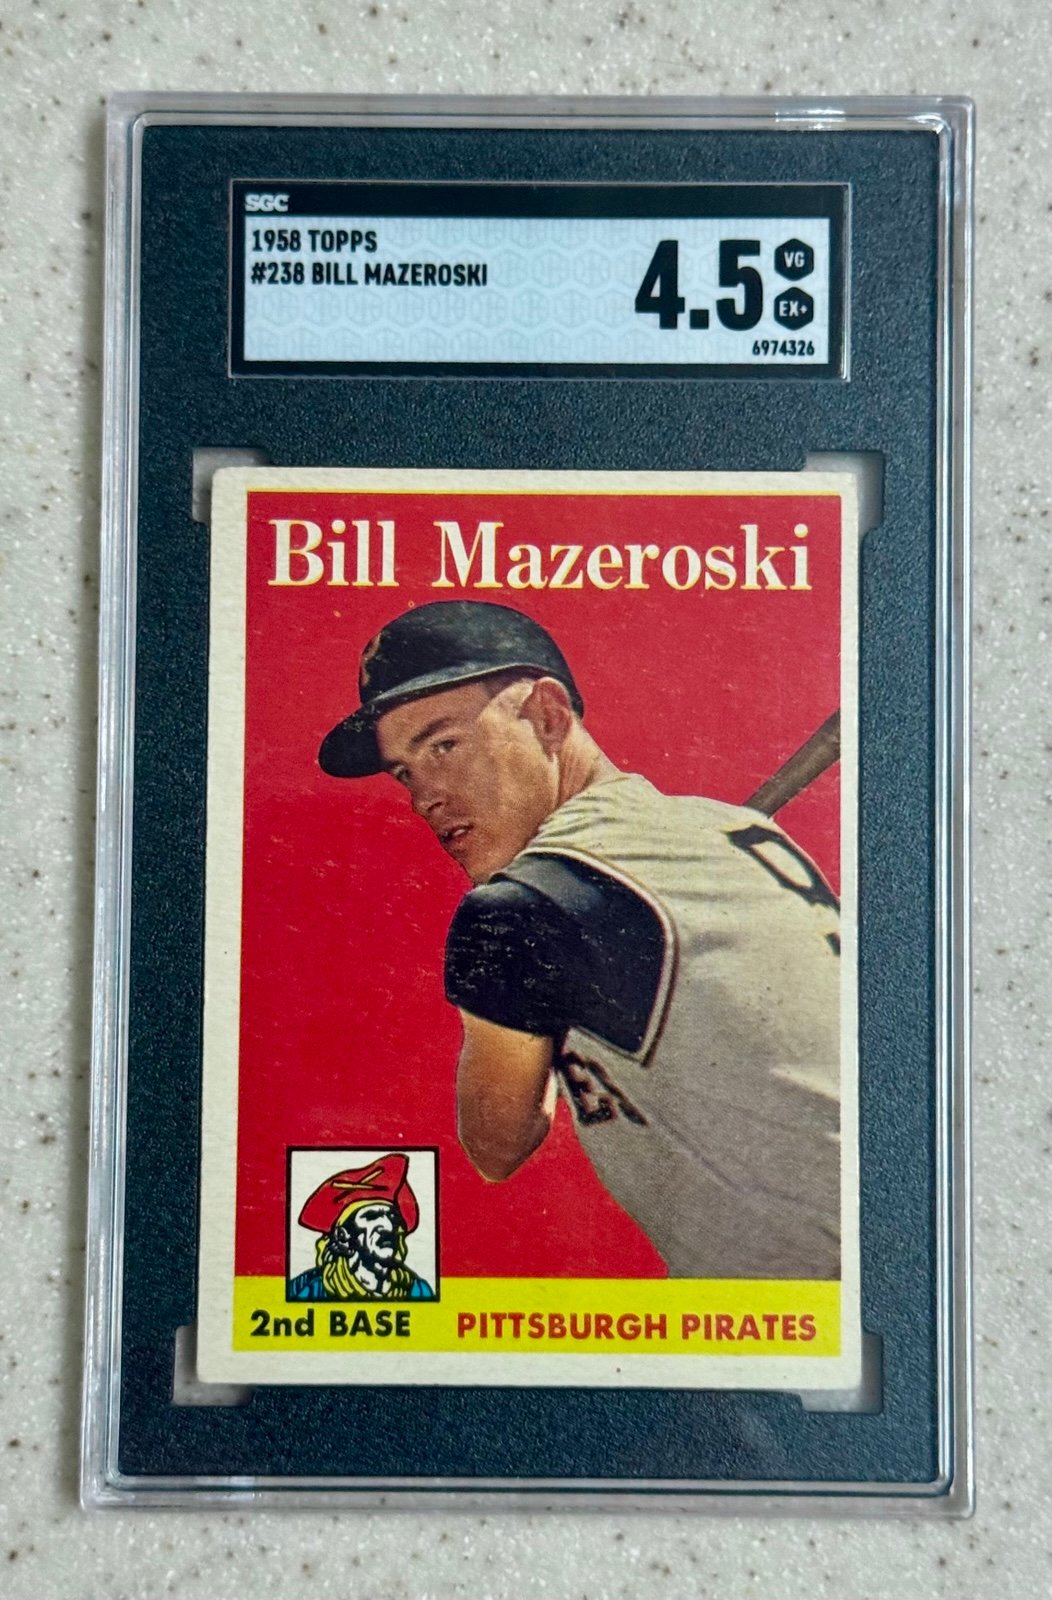 SGC
1958 TOPPS
#238 BILL MAZEROSKI
4.5
VG
EX+
6974326
Bill Mazeroski
2nd BASE PITTSBURGH PIRATES